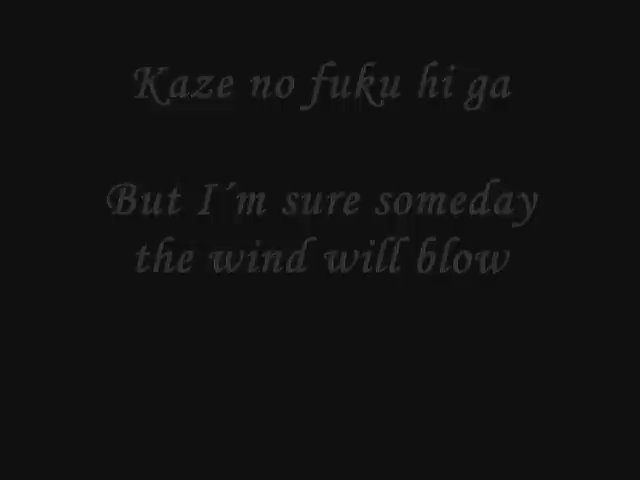 Kaze no fuku hi ga
But I´m sure someday
the wind will blow